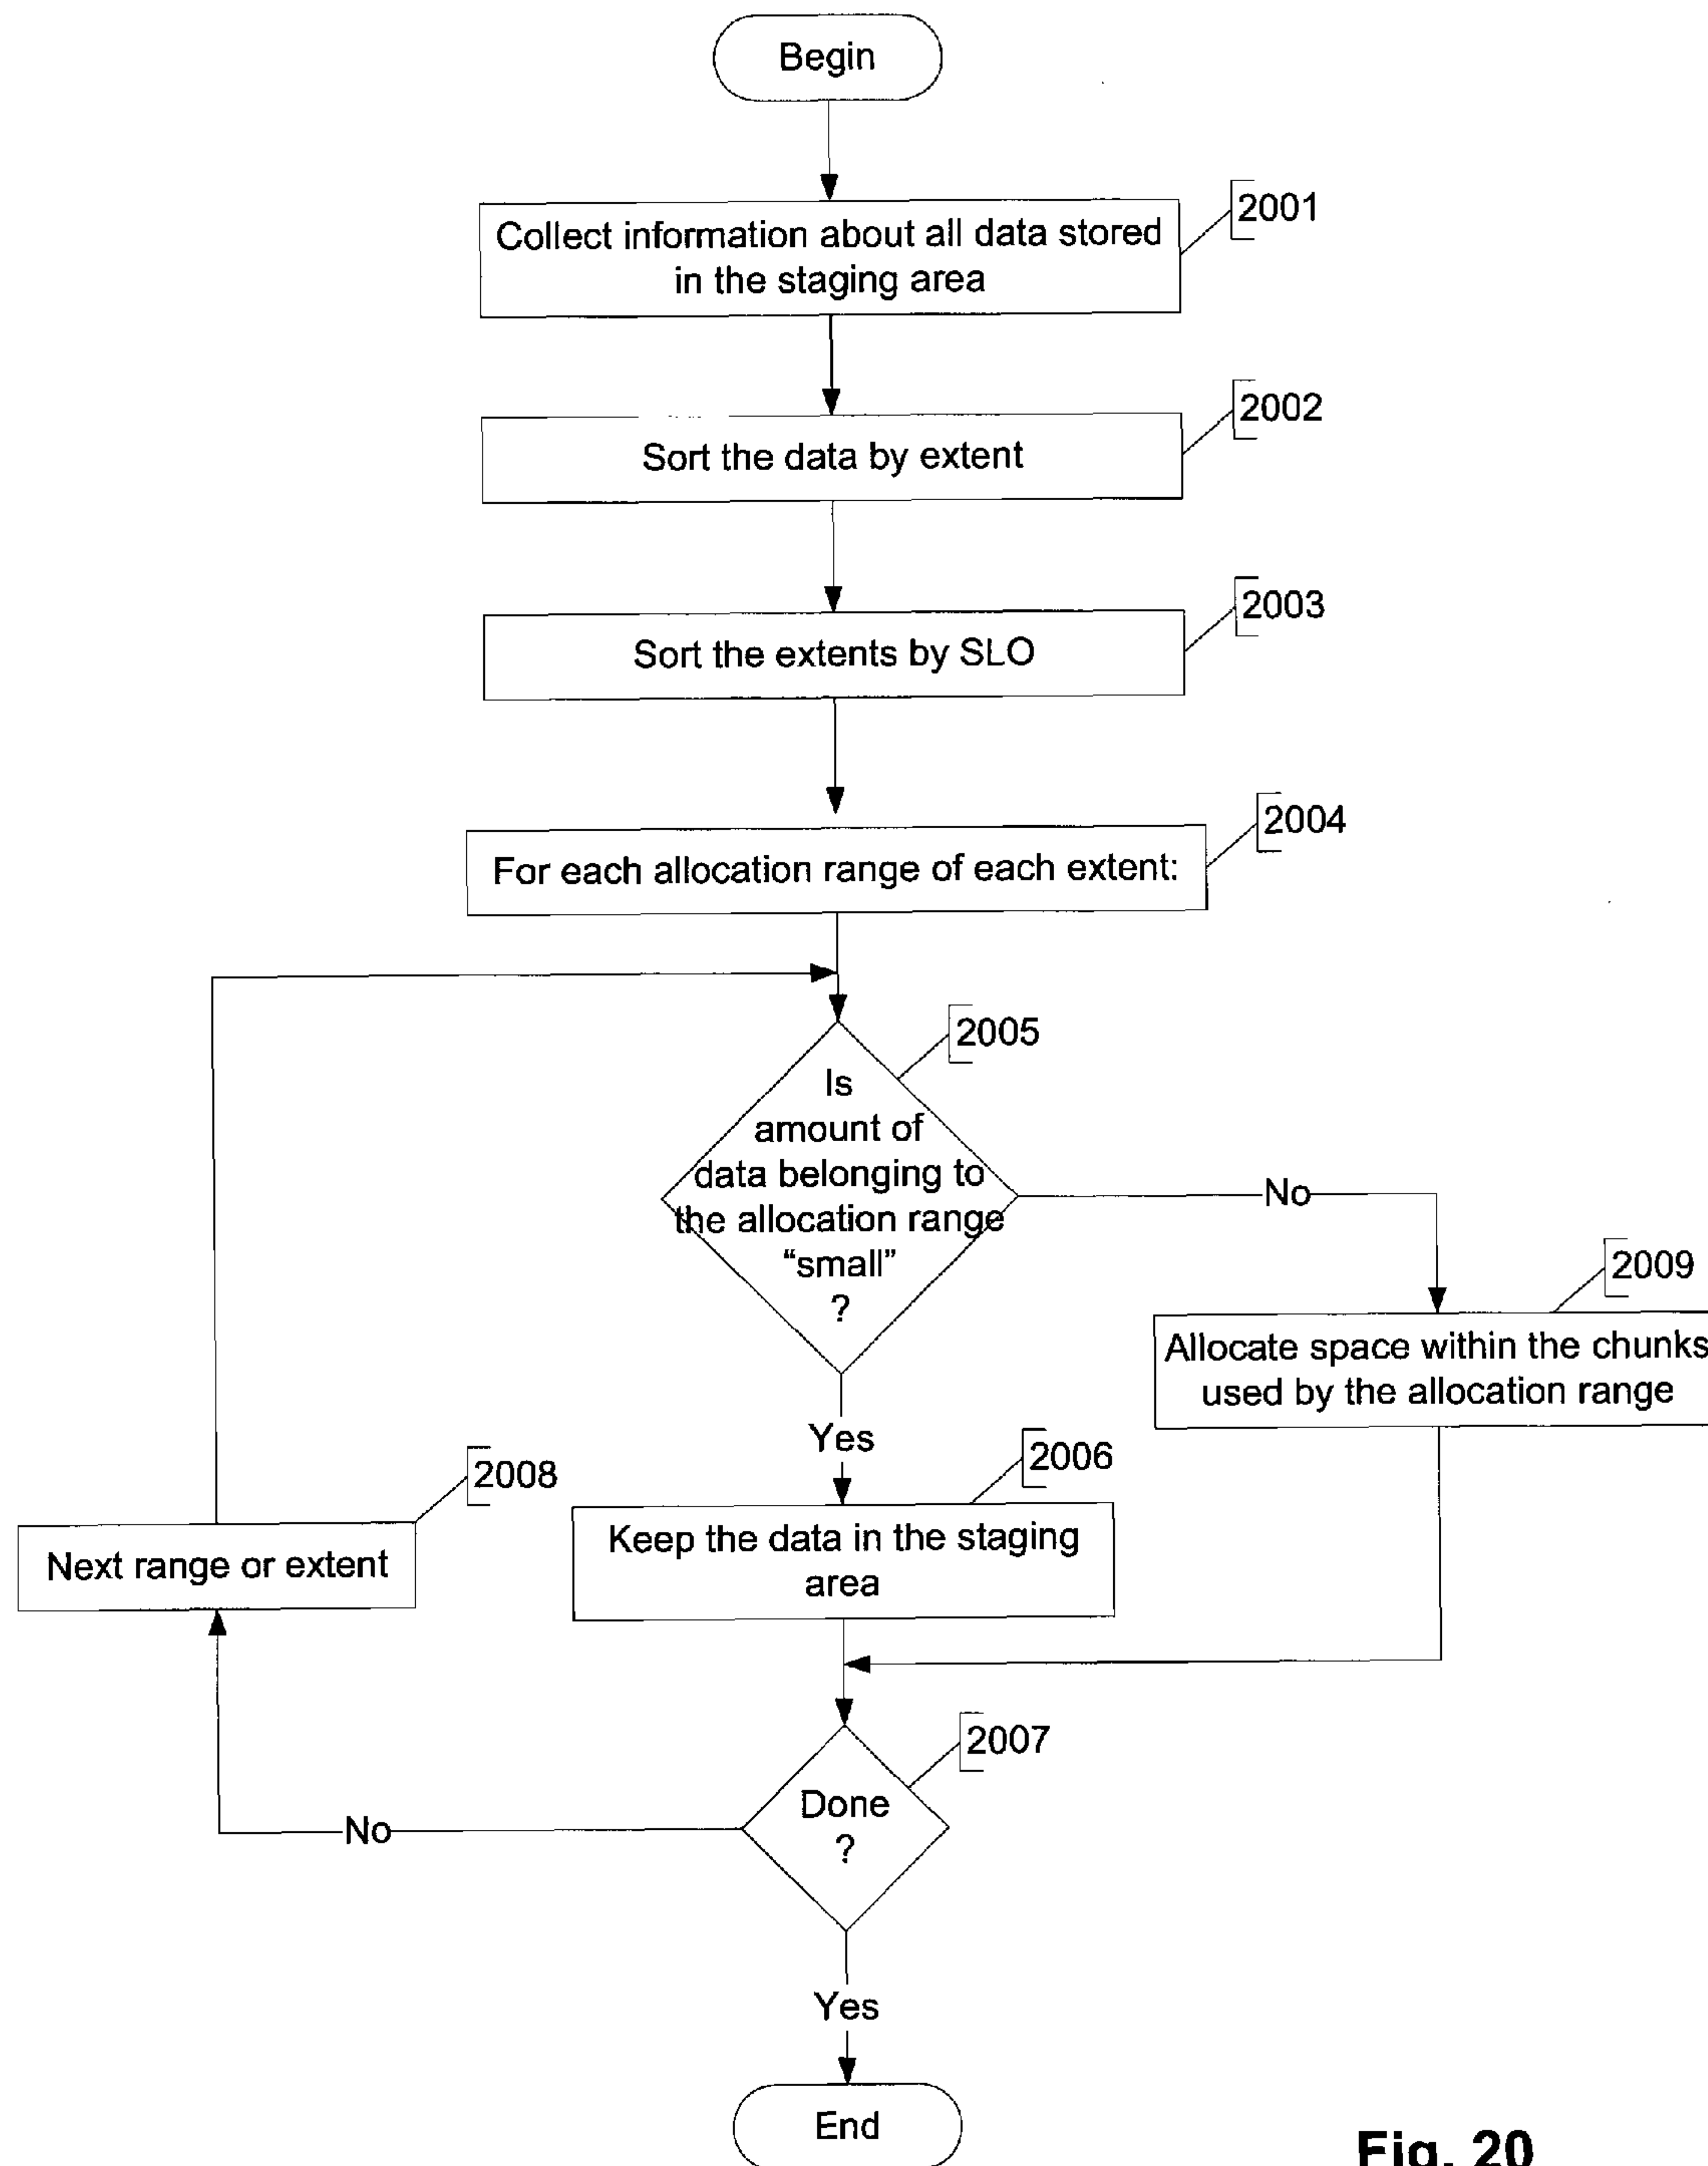 Begin
2001
Collect information about all data stored
in the staging area
2002
Sort the data by extent
2003
Sort the extents by SLO
2004
For each allocation range of each extent:
2005
Is
amount of
data belonging to
the allocation range
“small”
?
No
2009
Allocate space within the chunks
used by the allocation range
Yes
2006
2008
Keep the data in the staging
area
Next range or extent
2007
Done
?
No
Yes
End
Fig. 20